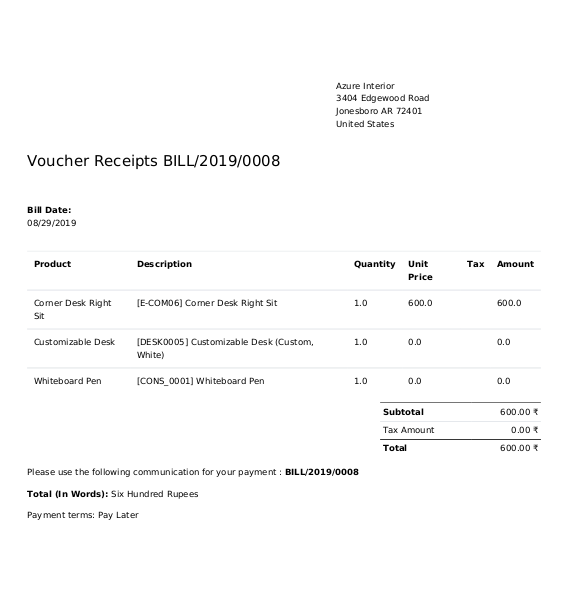 Azure Interior
3404 Edgewood Road
Jonesboro AR 72401
United States
Voucher Receipts BILL/2019/0008
Bill Date:
08/29/2019
Product Description Quantity Unit Price Tax Amount
Corner Desk Right Sit [E-COM06] Corner Desk Right Sit 1.0 600.0 600.0
Customizable Desk [DESK0005] Customizable Desk (Custom, White) 1.0 0.0 0.0
Whiteboard Pen [CONS_0001] Whiteboard Pen 1.0 0.0 0.0
Subtotal 600.00 ₹
Tax Amount 0.00 ₹
Total 600.00 ₹
Please use the following communication for your payment : BILL/2019/0008
Total (In Words): Six Hundred Rupees
Payment terms: Pay Later